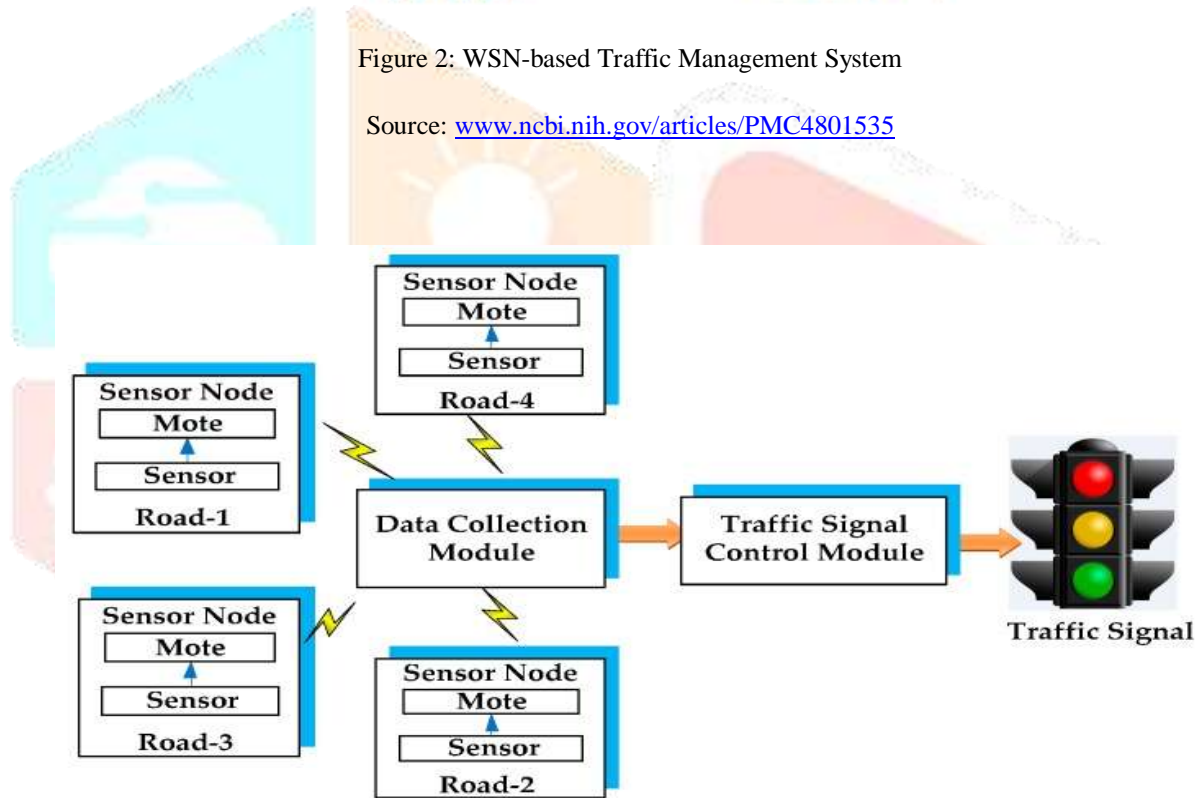 Figure 2: WSN-based Traffic Management System
Source: www.ncbi.nih.gov/articles/PMC4801535
Sensor Node
Mote
Sensor
Road-4
Sensor Node
Mote
Sensor
Road-1
Data Collection
Module
Traffic Signal
Control Module
Traffic Signal
Sensor Node
Mote
Sensor
Road-3
Sensor Node
Mote
Sensor
Road-2